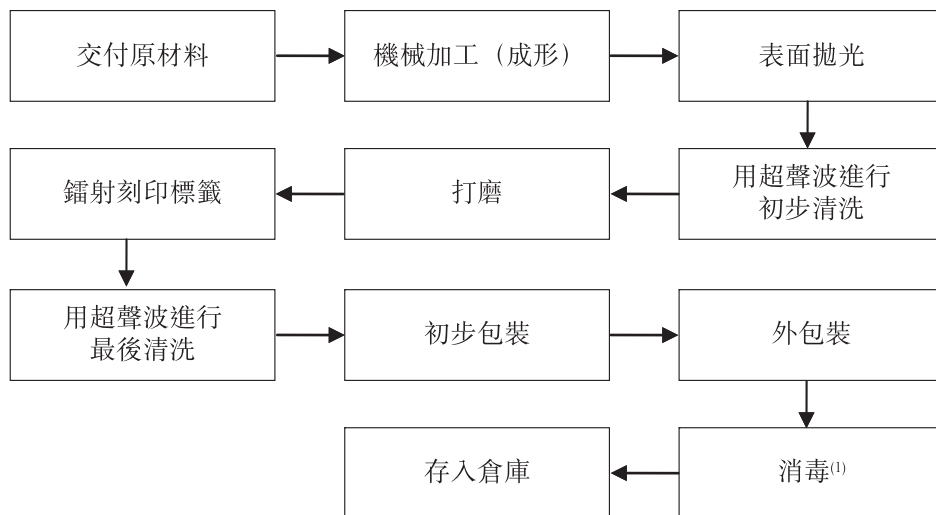 交付原材料
機械加工（成形）
表面拋光
用超聲波進行
初步清洗
打磨
鐳射刻印標籤
用超聲波進行
最後清洗
初步包裝
外包裝
消毒(1)
存入倉庫